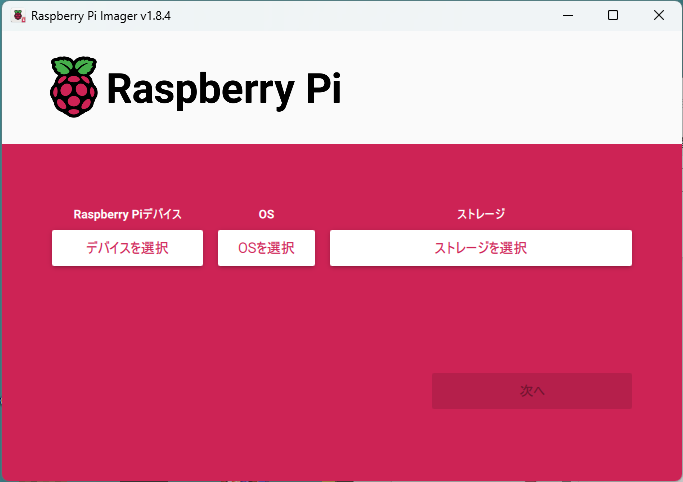 Raspberry Pi Imager v1.8.4
Raspberry Pi
Raspberry Piデバイス
OS
ストレージ
デバイスを選択
OSを選択
ストレージを選択
次へ